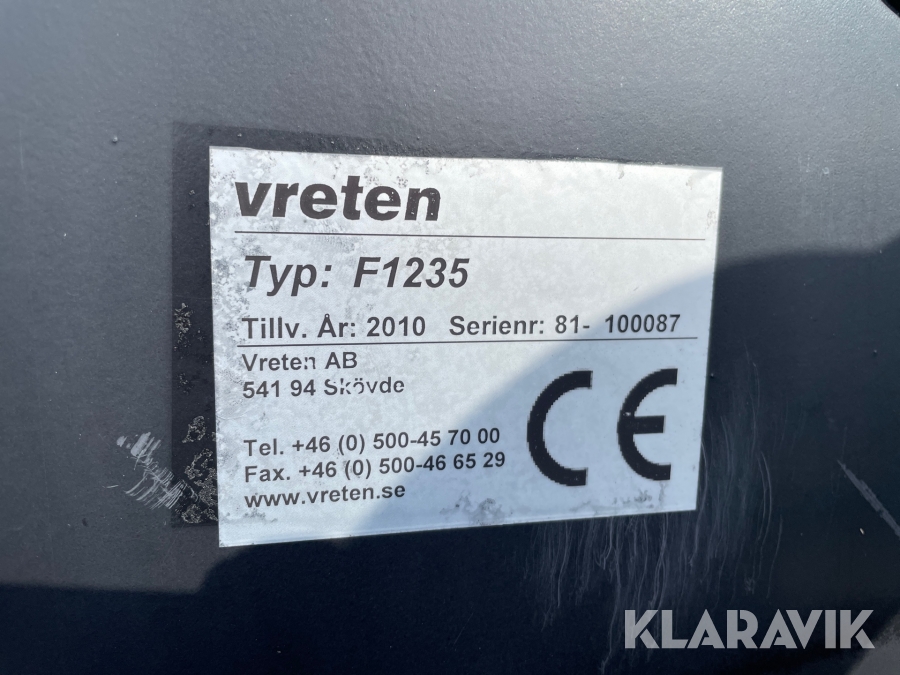 vreten
Typ: F1235
Tillv. År: 2010 Serienr: 81- 100087
Vreten AB
541 94 Skövde
CE
Tel. +46 (0) 500-45 70 00
Fax. +46 (0) 500-46 65 29
www.vreten.se
KLARAVIK